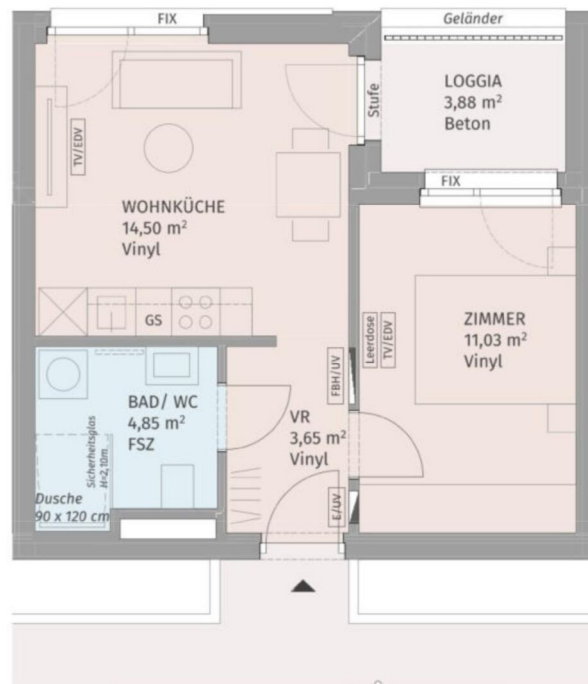 FIX
Geländer
LOGGIA
3,88 m²
Beton
Stufe
TV/EDV
FIX
WOHNKÜCHE
14,50 m²
Vinyl
GS
ZIMMER
11,03 m²
Vinyl
Leerdose
TV/EDV
FBH/UV
BAD/ WC
4,85 m²
FSZ
VR
3,65 m²
Vinyl
Sicherheitsglas
H=2,10m
Dusche
90 x 120 cm
E/UV